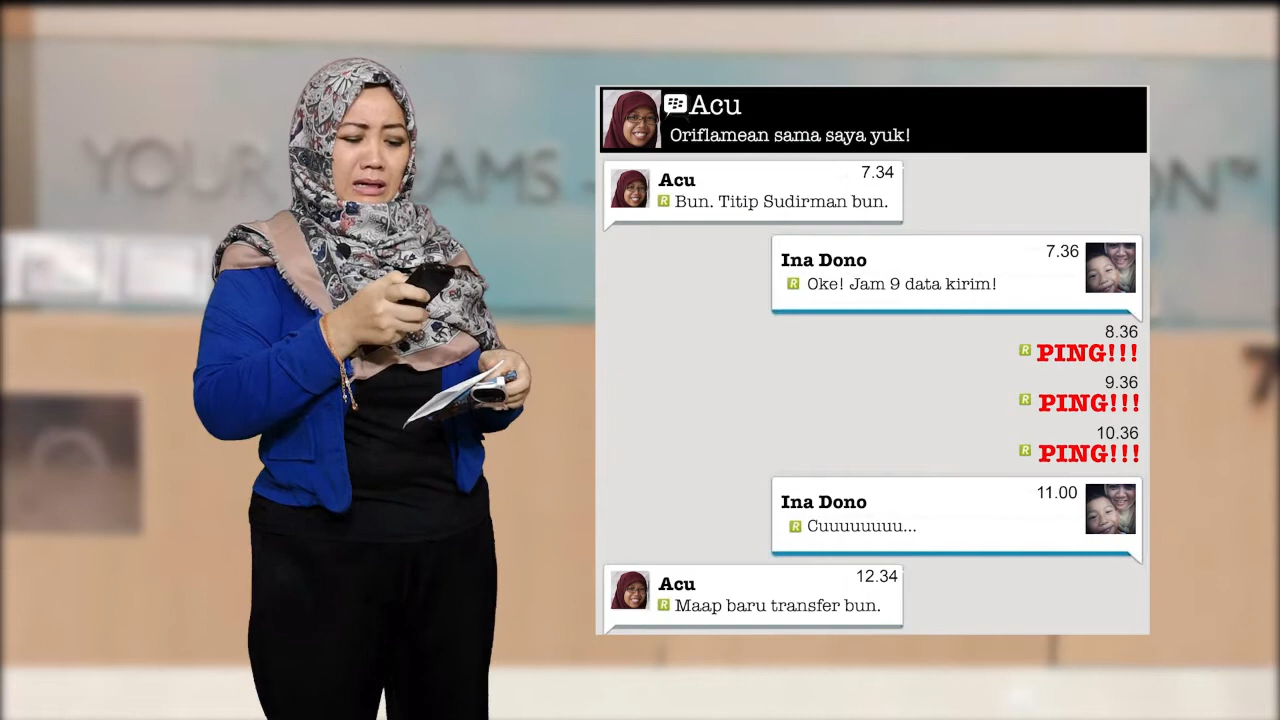 YOUR
Acu
Oriflamean sama saya yuk!
7.34
Acu
Bun. Titip Sudirman bun.
7.36
Ina Dono
Oke! Jam 9 data kirim!
8.36
PING!!!
9.36
PING!!!
10.36
PING!!!
11.00
Ina Dono
Cuuuuuuuu...
12.34
Acu
Maap baru transfer bun.